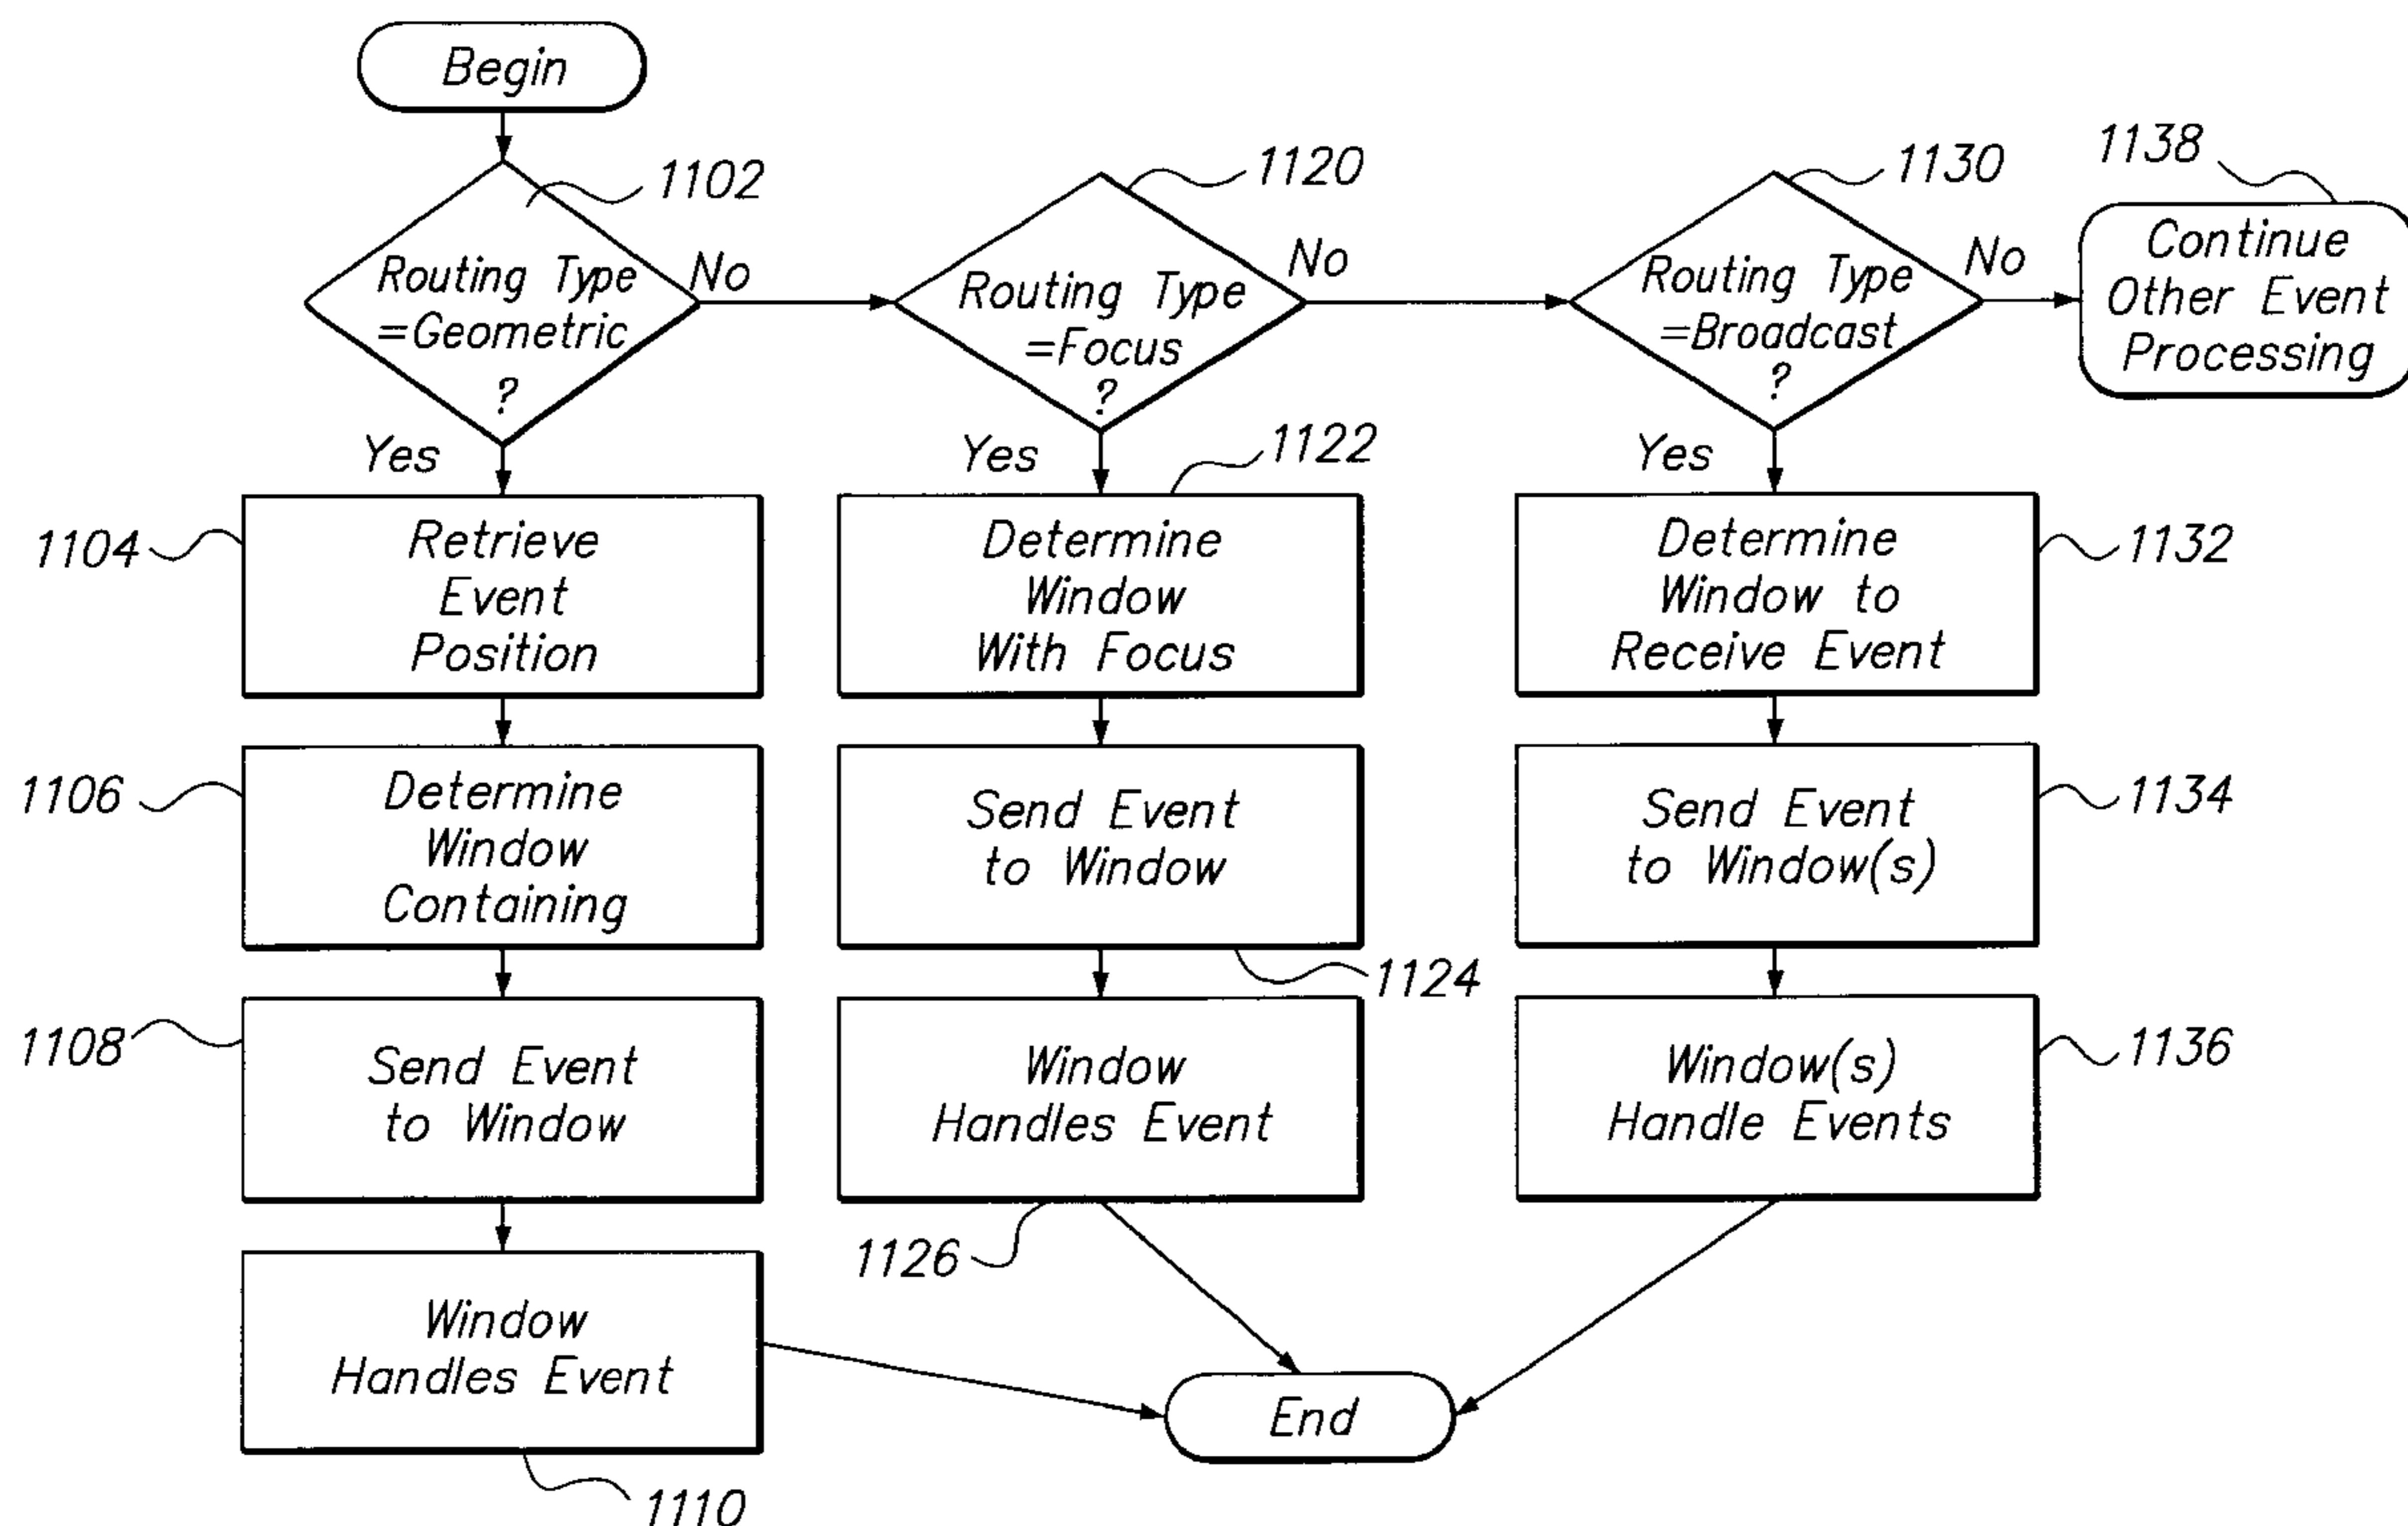 Begin
1102
Routing Type
=Geometric
?
No
Yes
1120
Routing Type
=Focus
?
No
Yes
1130
Routing Type
=Broadcast
?
No
Yes
1138
Continue
Other Event
Processing
1104
Retrieve
Event
Position
1122
Determine
Window
With Focus
1132
Determine
Window to
Receive Event
1106
Determine
Window
Containing
Send Event
to Window
1124
1134
Send Event
to Window(s)
1108
Send Event
to Window
Window
Handles Event
1126
1136
Window(s)
Handle Events
Window
Handles Event
1110
End